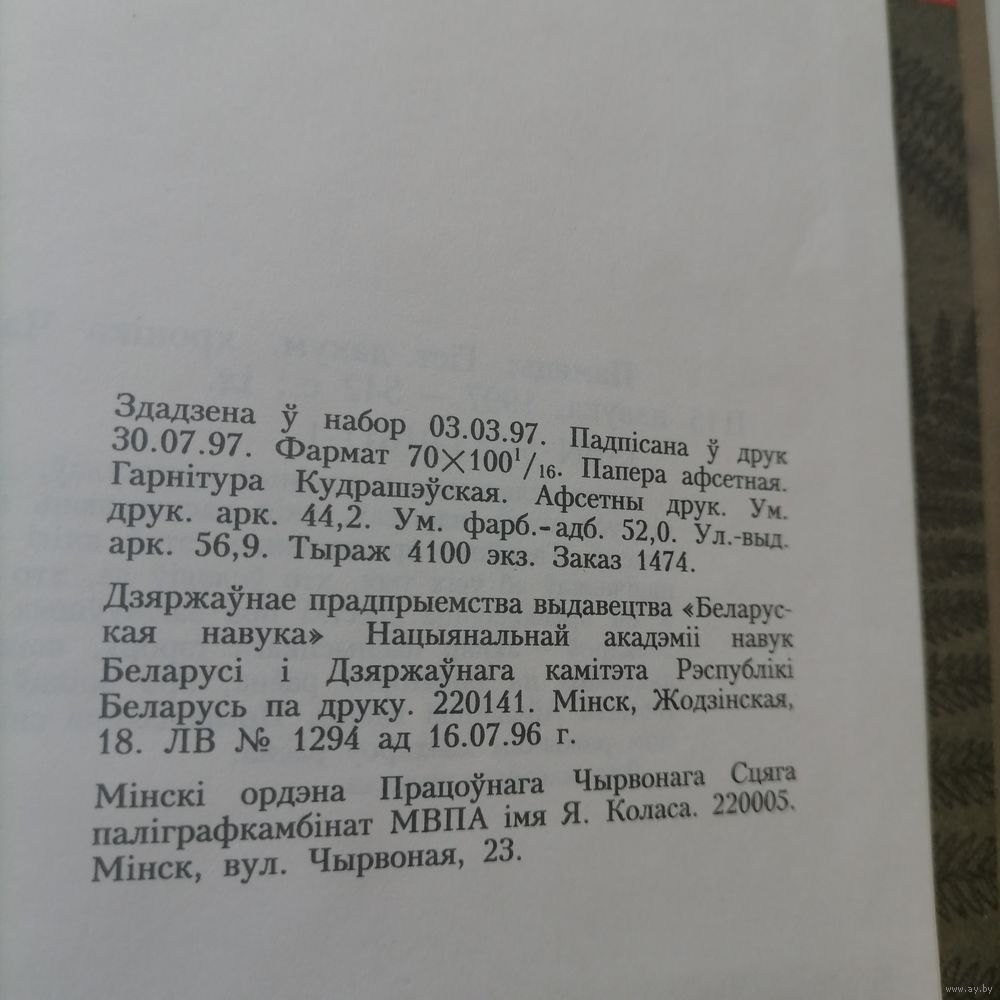 Здадзена ў набор 03.03.97. Падпісана ў друк
30.07.97. Фармат 70×100¹/₁₆. Папера афсетная.
Гарнітура Кудрашэўская. Афсетны друк. Ум.
друк. арк. 44,2. Ум. фарб.-адб. 52,0. Ул.-выд.
арк. 56,9. Тыраж 4100 экз. Заказ 1474.
Дзяржаўнае прадпрыемства выдавецтва «Беларус-
кая навука» Нацыянальнай акадэміі навук
Беларусі і Дзяржаўнага камітэта Рэспублікі
Беларусь па друку. 220141. Мінск, Жодзінская,
18. ЛВ № 1294 ад 16.07.96 г.
Мінскі ордэна Працоўнага Чырвонага Сцяга
паліграфкамбінат МВПА імя Я. Коласа. 220005.
Мінск, вул. Чырвоная, 23.
www.ay.by